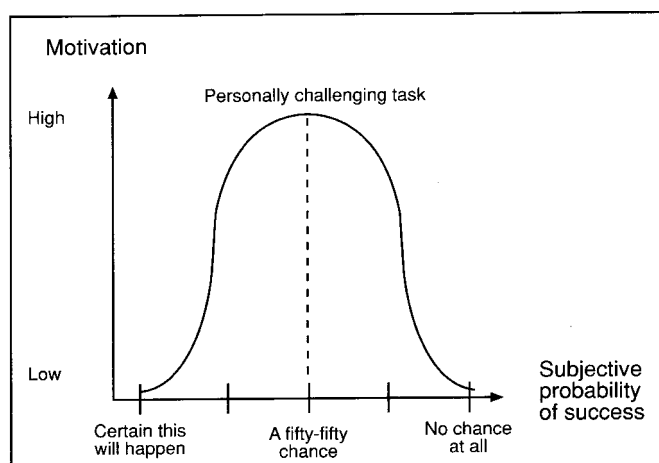 Motivation
Personally challenging task
High
Low
Subjective
probability
of success
Certain this
will happen
A fifty-fifty
chance
No chance
at all